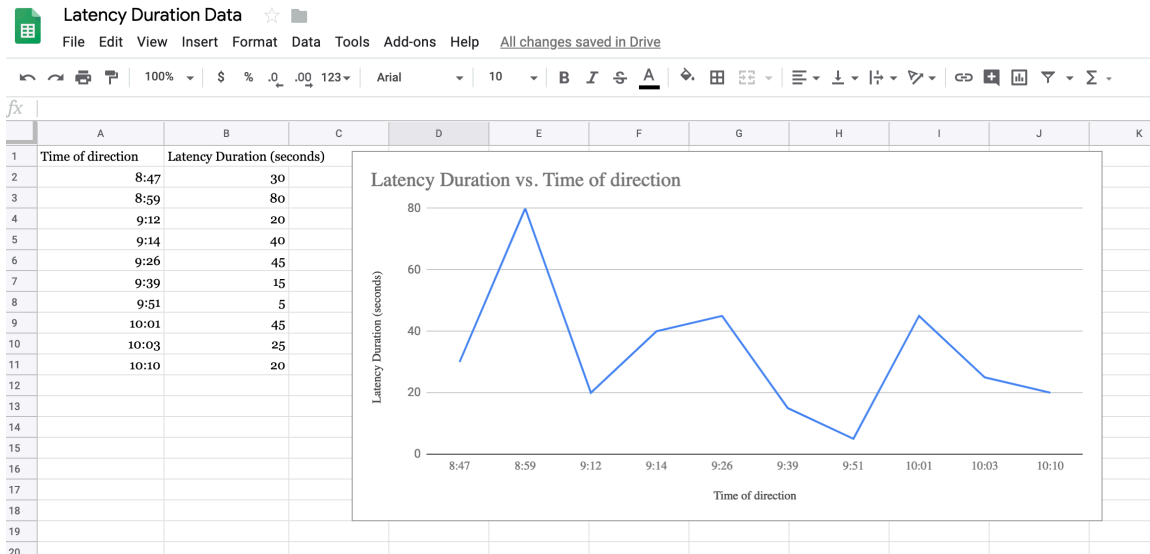 Latency Duration Data
File Edit View Insert Format Data Tools Add-ons Help All changes saved in Drive
100% $ % .0 .00 123 Arial 10 B I S A Σ
fx
A B C D E F G H I J K
1 Time of direction Latency Duration (seconds)
2 8:47 30
3 8:59 80
4 9:12 20
5 9:14 40
6 9:26 45
7 9:39 15
8 9:51 5
9 10:01 45
10 10:03 25
11 10:10 20
12
13
14
15
16
17
18
19
20
Latency Duration vs. Time of direction
Latency Duration (seconds)
80
60
40
20
0
8:47 8:59 9:12 9:14 9:26 9:39 9:51 10:01 10:03 10:10
Time of direction